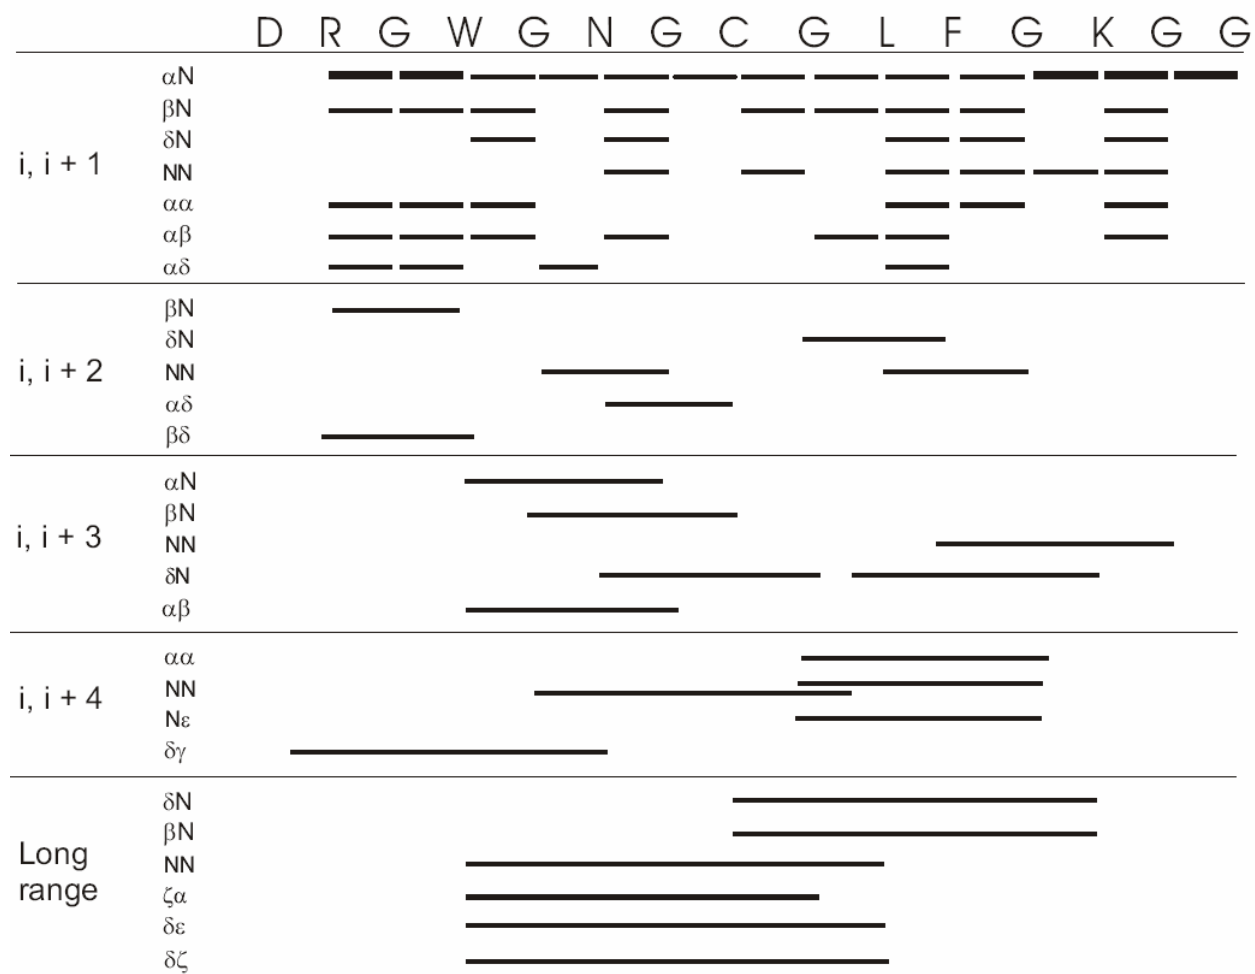 D R G W G N G C G L F G K G G
αN
βN
δN
i, i + 1
NN
αα
αβ
αδ
βN
δN
i, i + 2
NN
αδ
βδ
αN
βN
i, i + 3
NN
δN
αβ
αα
i, i + 4
NN
Nε
δγ
δN
βN
Long
range
NN
ζα
δε
δζ